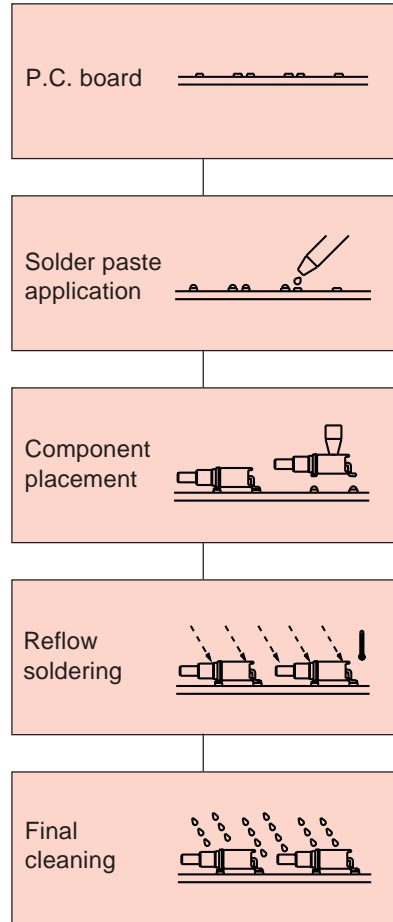 P.C. board
Solder paste
application
Component
placement
Reflow
soldering
Final
cleaning